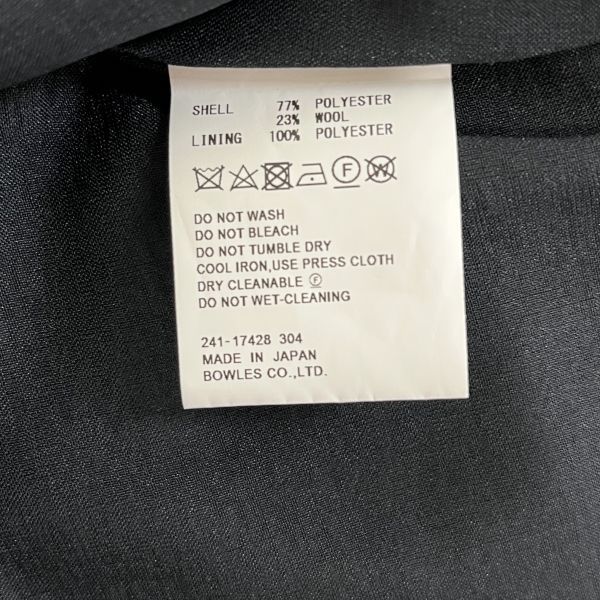 SHELL 77% POLYESTER
23% WOOL
LINING 100% POLYESTER
DO NOT WASH
DO NOT BLEACH
DO NOT TUMBLE DRY
COOL IRON,USE PRESS CLOTH
DRY CLEANABLE Ⓕ
DO NOT WET-CLEANING
241-17428 304
MADE IN JAPAN
BOWLES CO.,LTD.